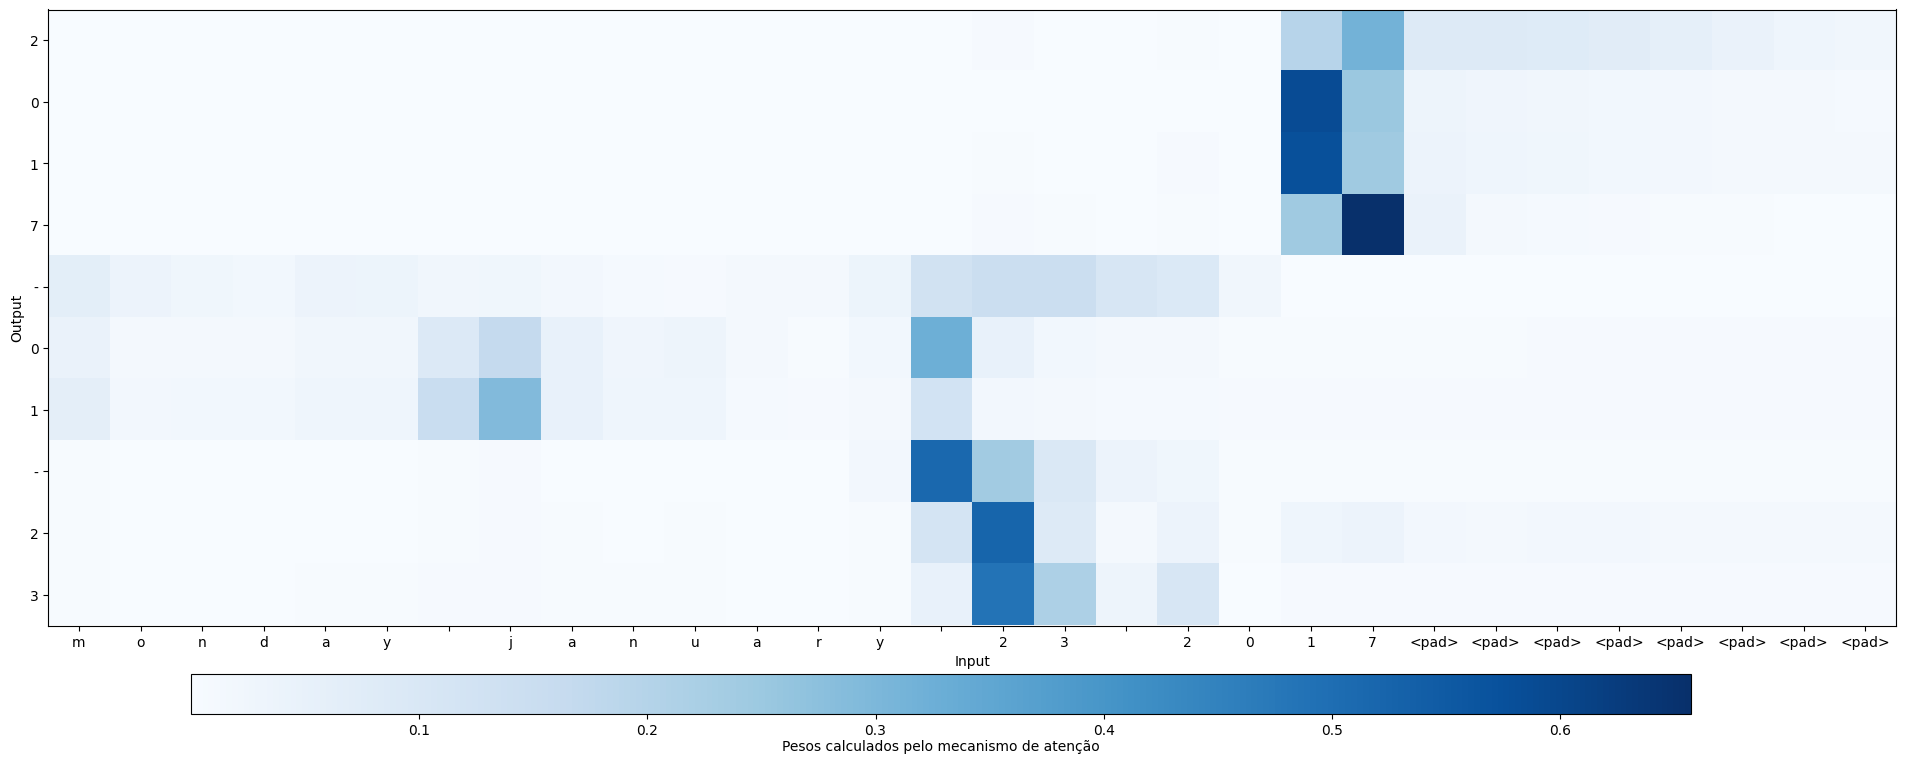 2
0
1
7
-
0
1
-
2
3
Output
m o n d a y j a n u a r y 2 3 2 0 1 7 <pad> <pad> <pad> <pad> <pad> <pad> <pad> <pad>
Input
0.1 0.2 0.3 0.4 0.5 0.6
Pesos calculados pelo mecanismo de atenção